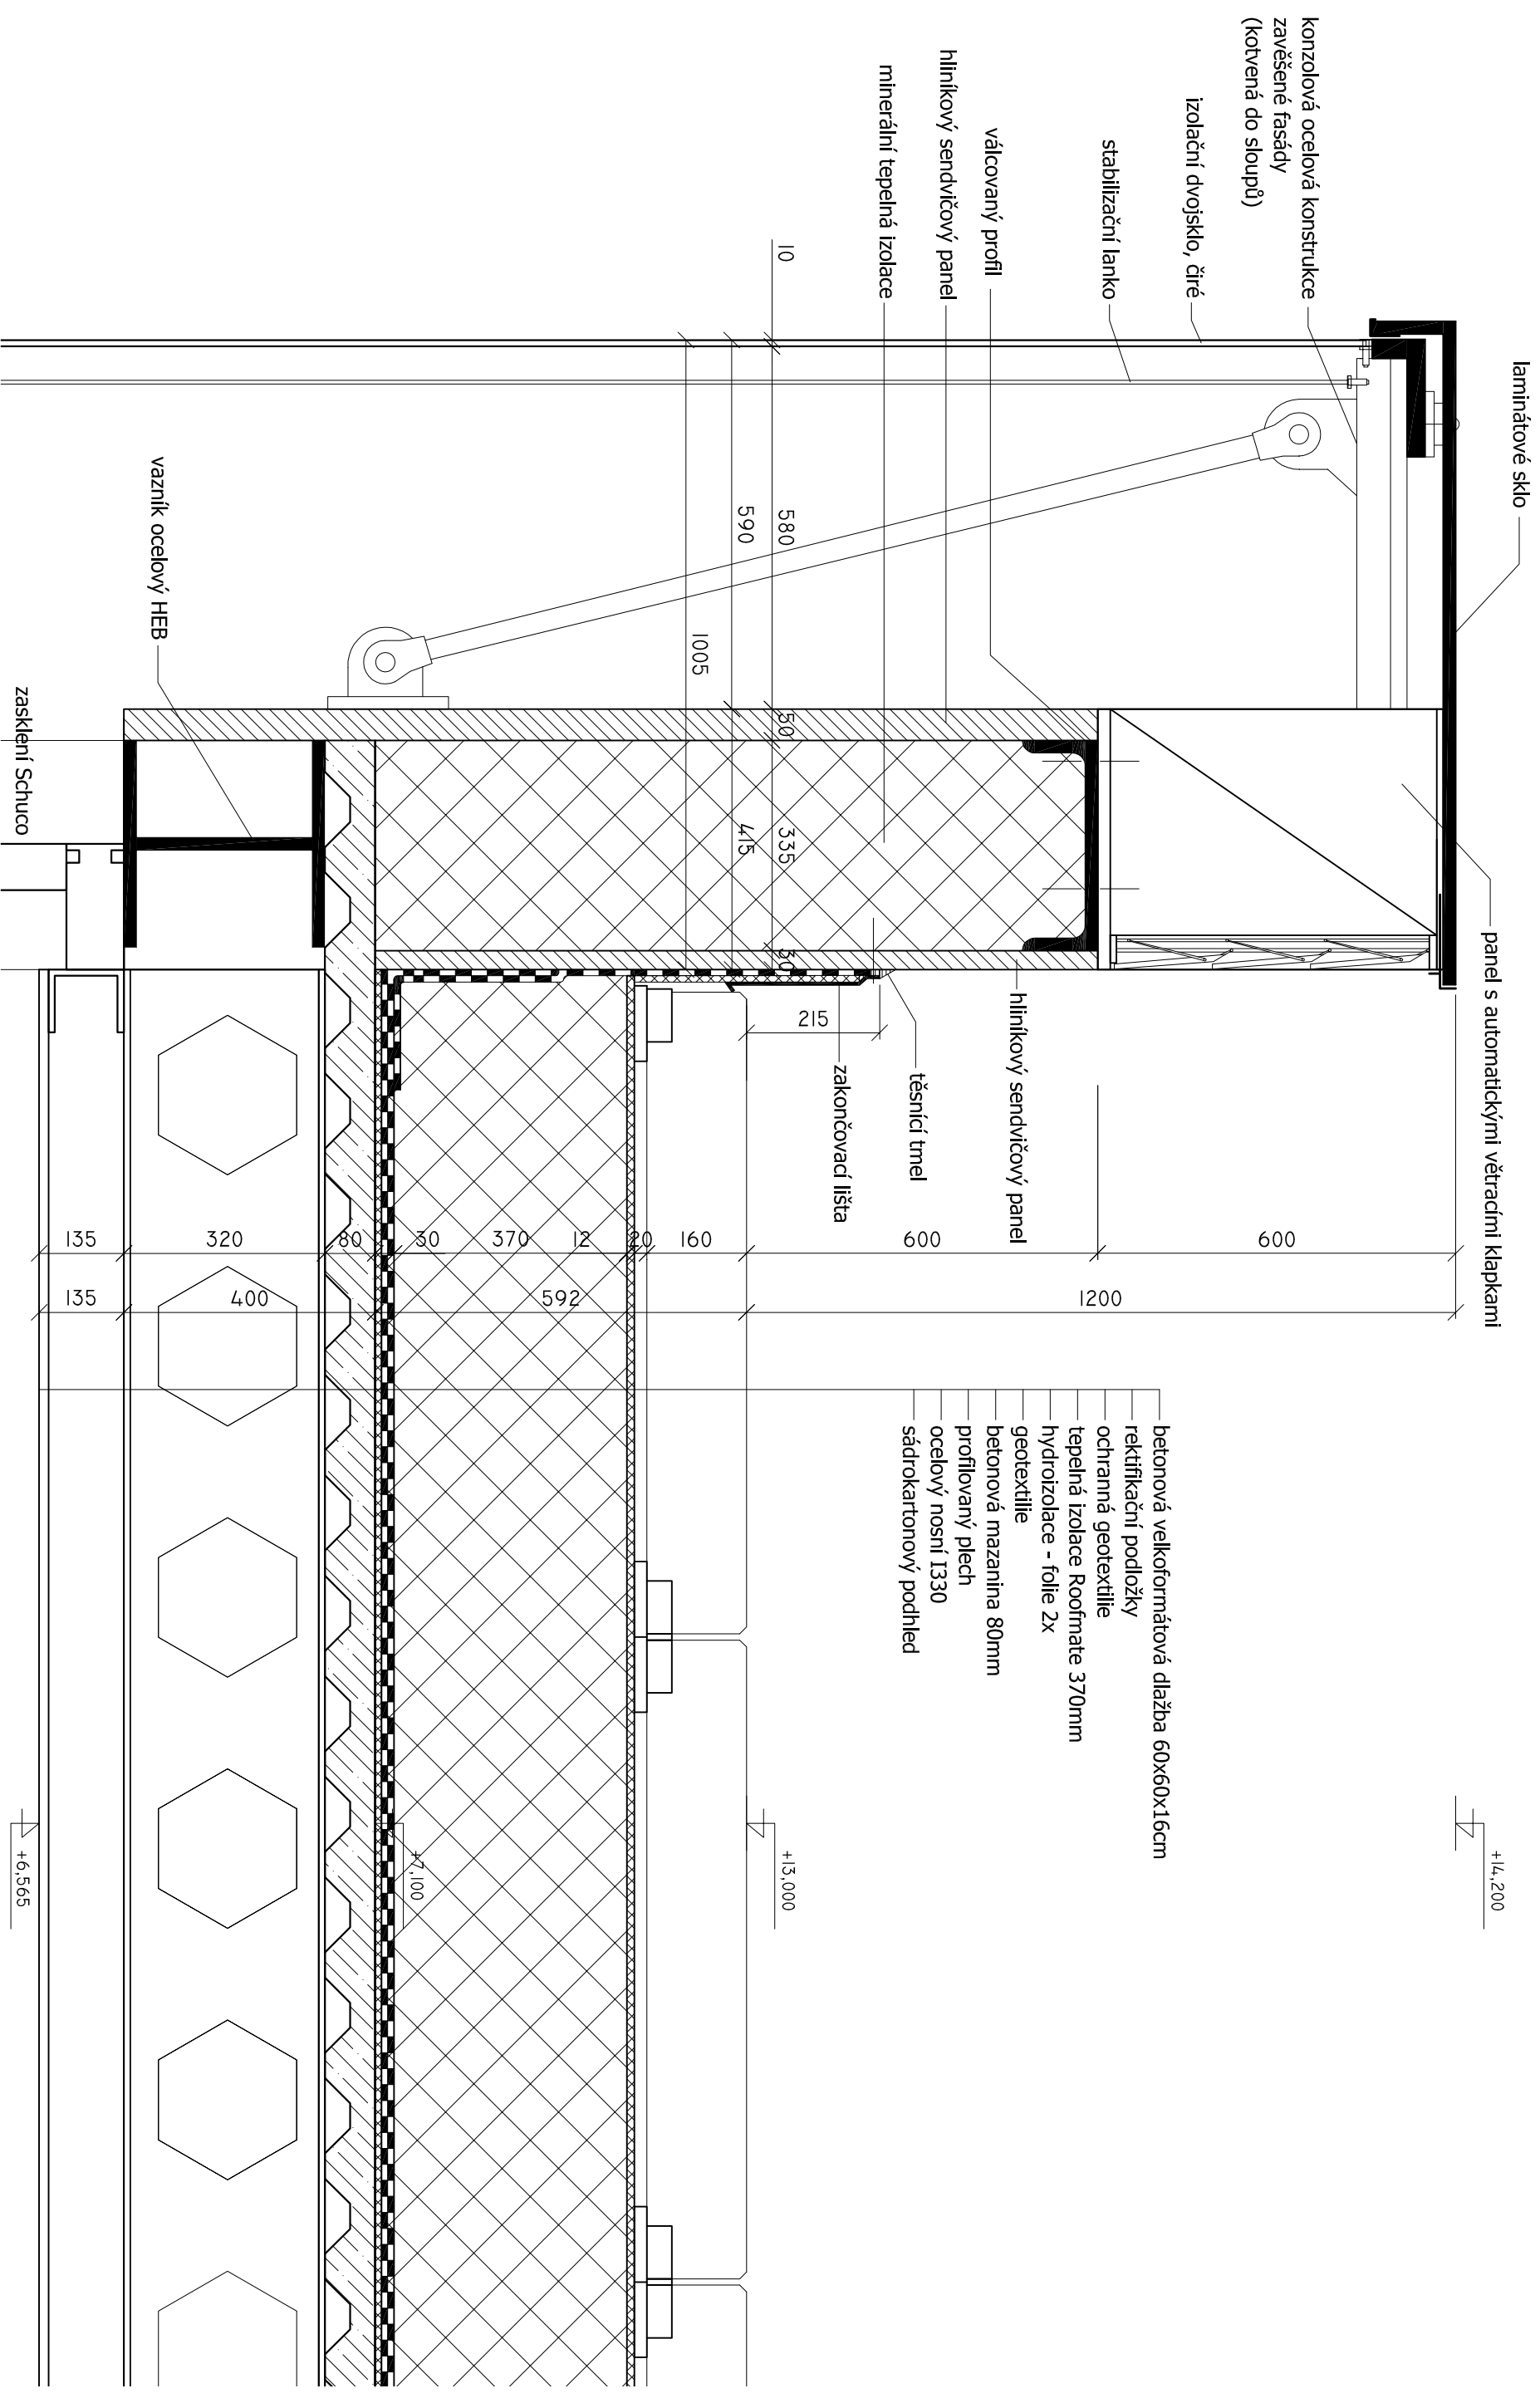 laminátové sklo
panel s automatickými větracími klapkami
konzolová ocelová konstrukce
zavěšené fasády
(kotvená do sloupů)
izolační dvojsklo, čiré
stabilizační lanko
válcovaný profil
hliníkový sendvičový panel
minerální tepelná izolace
hliníkový sendvičový panel
těsnící tmel
zakončovací lišta
betonová velkoformátová dlažba 60x60x16cm
rektifikační podložky
ochranná geotextilie
tepelná izolace Roofmate 370mm
hydroizolace - folie 2x
geotextilie
betonová mazanina 80mm
profilovaný plech
ocelový nosní I330
sádrokartonový podhled
vazník ocelový HEB
zasklení Schuco
10
580
50
335
30
590
415
1005
215
600
600
160
20
12
370
30
80
320
135
1200
592
400
135
+14,200
+13,000
+7,100
+6,565